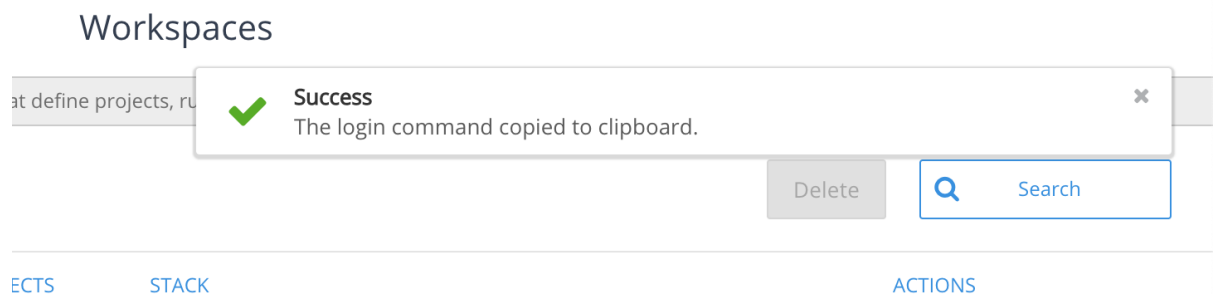 Workspaces
at define projects, ru
Success
The login command copied to clipboard.
Delete
Search
ECTS STACK ACTIONS